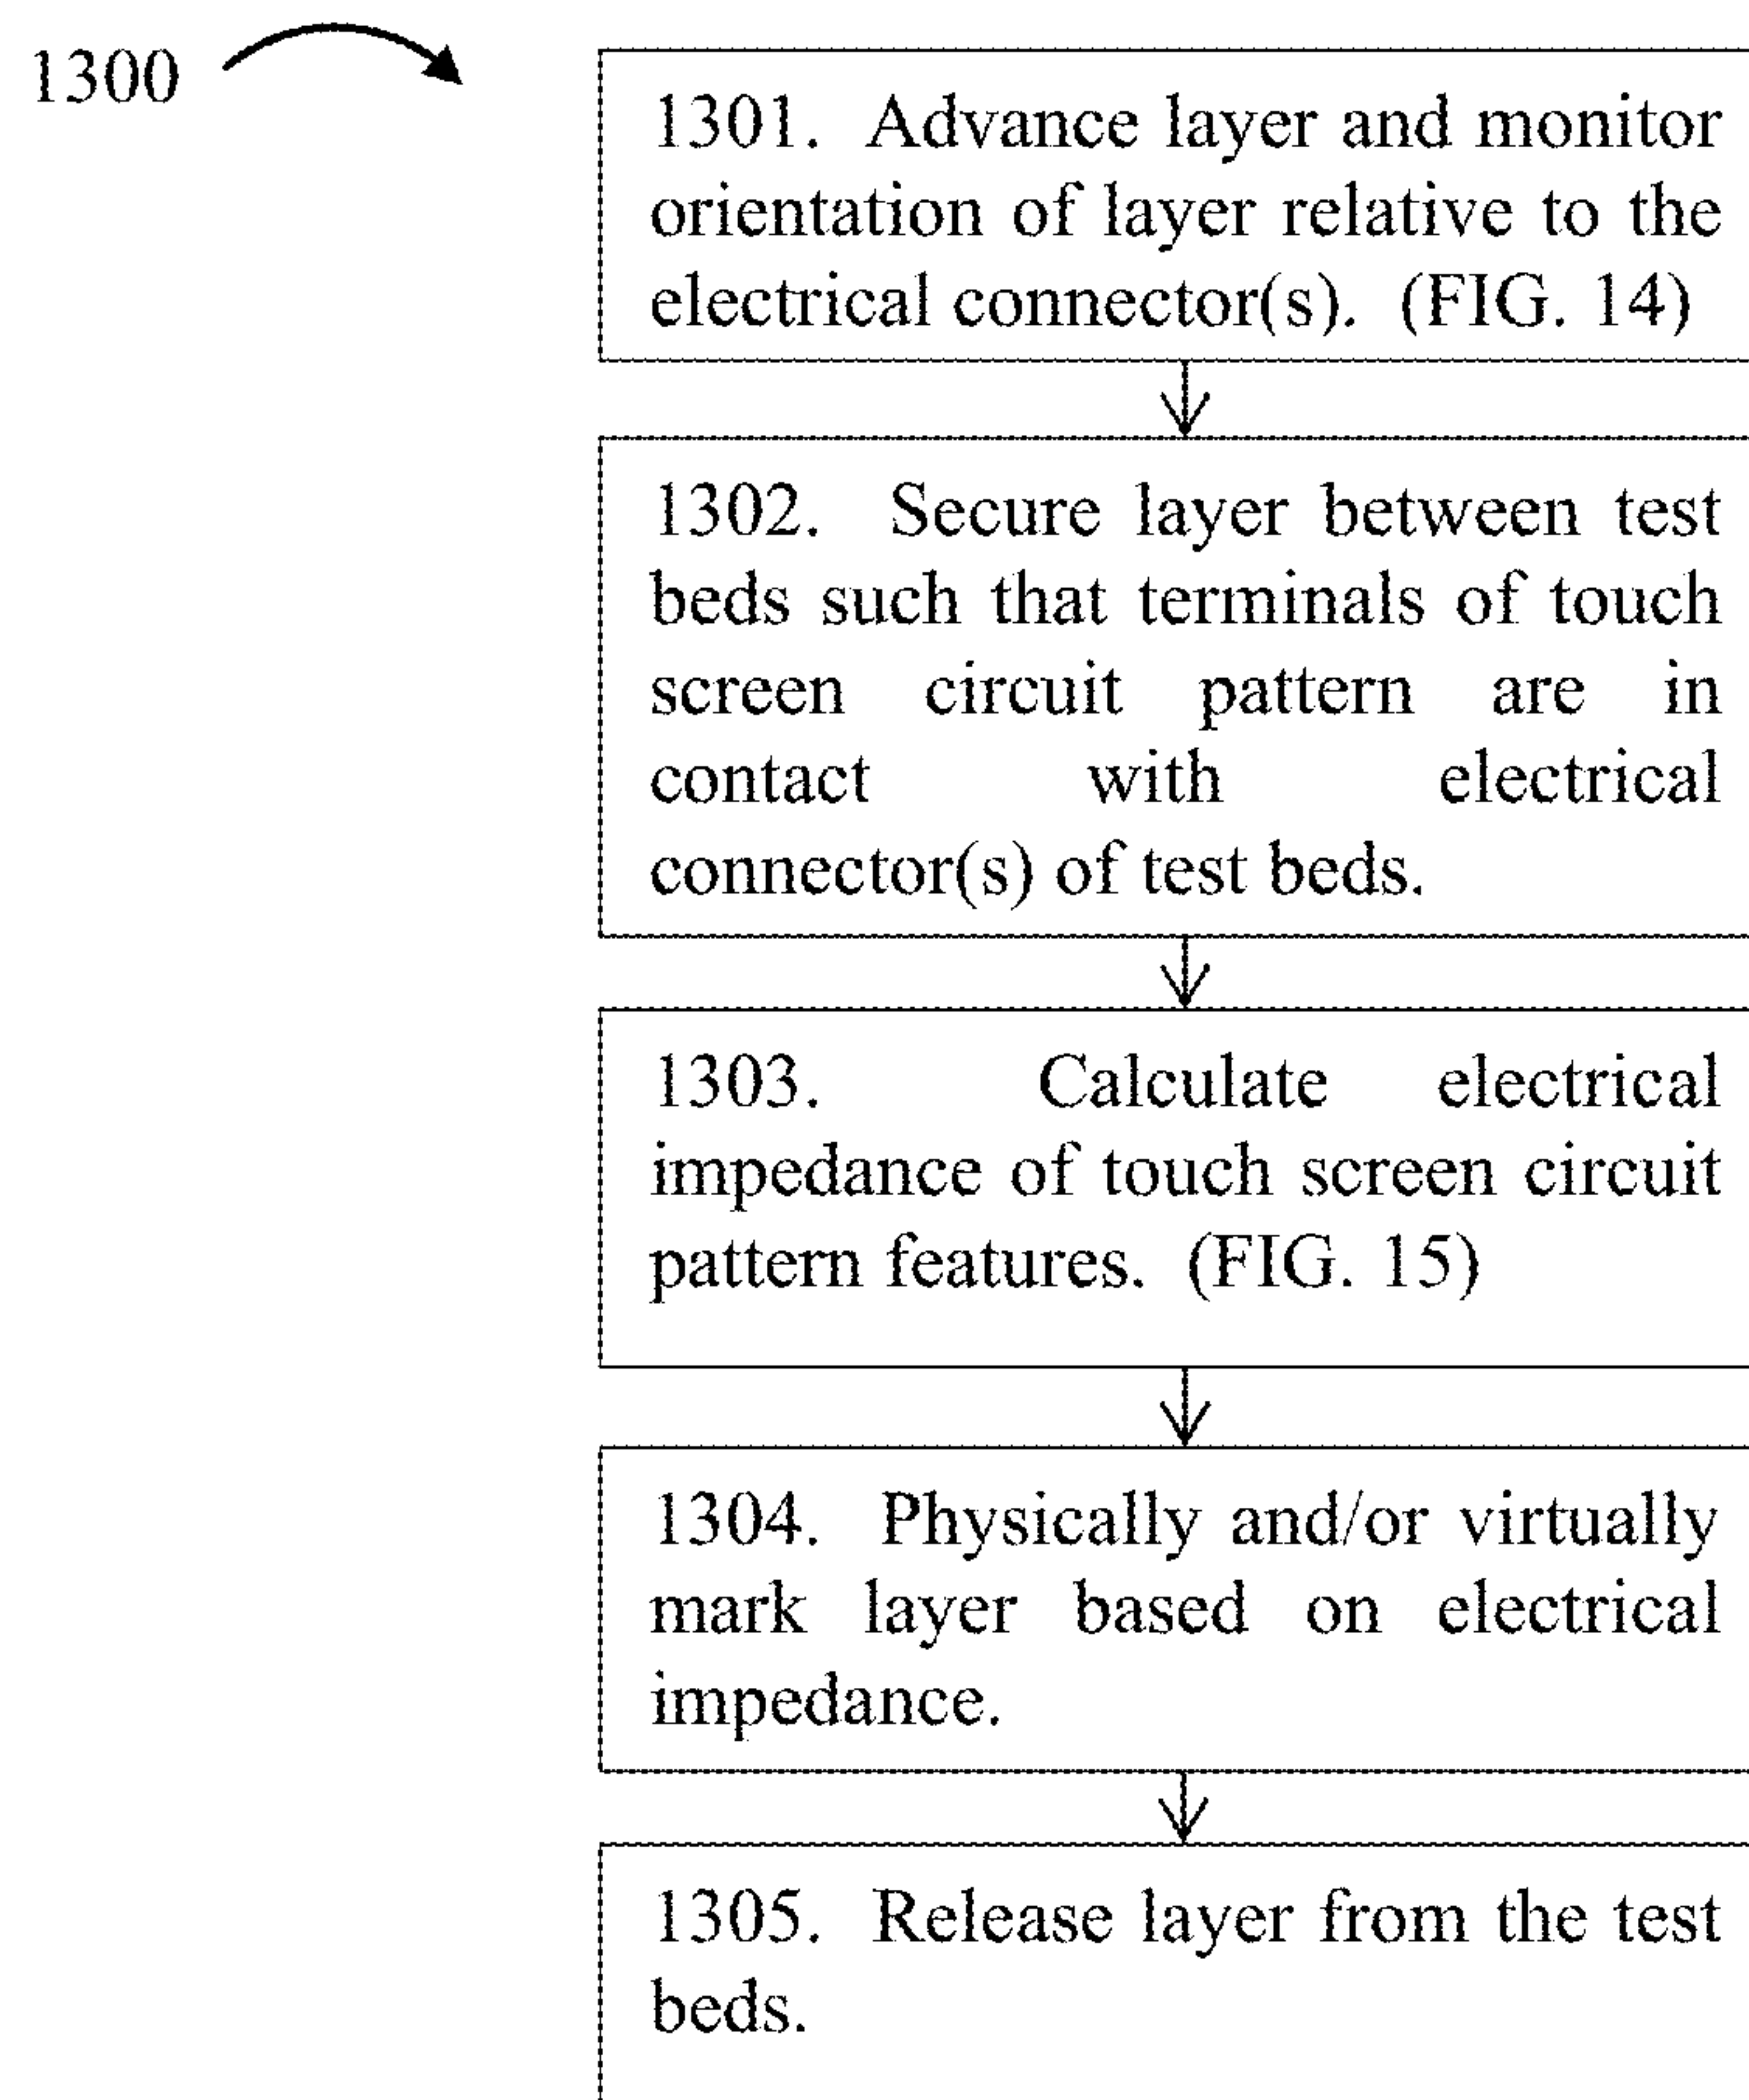 1300
1301. Advance layer and monitor
orientation of layer relative to the
electrical connector(s). (FIG. 14)
1302. Secure layer between test
beds such that terminals of touch
screen circuit pattern are in
contact with electrical
connector(s) of test beds.
1303. Calculate electrical
impedance of touch screen circuit
pattern features. (FIG. 15)
1304. Physically and/or virtually
mark layer based on electrical
impedance.
1305. Release layer from the test
beds.